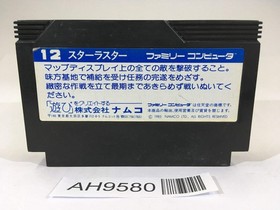 12 スターラスター ファミリーコンピュータ
マップディスプレイ上の全ての敵を撃破すること。
味方基地で補給を受け任務の完遂をめざす。
緻密な作戦を立て最期まであきらめず戦いぬいてくれ。
「遊び」をクリエイトする 株式会社 ナムコ
AH9580